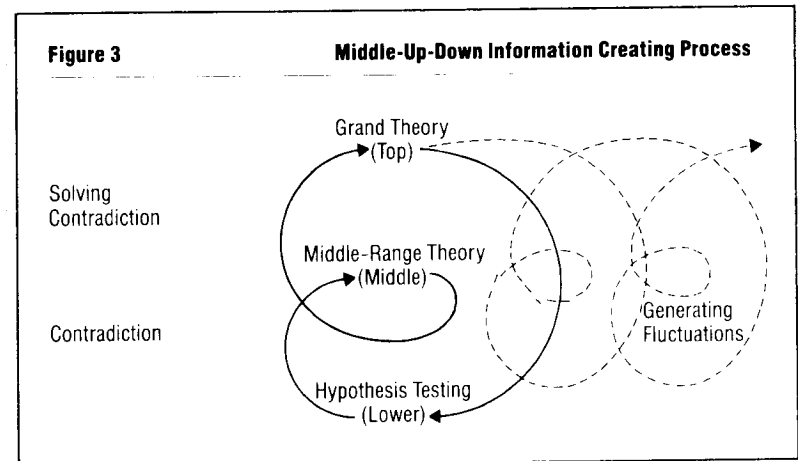 Figure 3
Middle-Up-Down Information Creating Process
Grand Theory
(Top)
Solving
Contradiction
Middle-Range Theory
(Middle)
Generating
Fluctuations
Contradiction
Hypothesis Testing
(Lower)